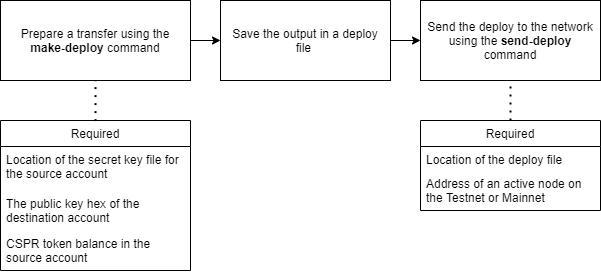 Prepare a transfer using the
make-deploy command
Save the output in a deploy
file
Send the deploy to the network
using the send-deploy
command
Required
Location of the secret key file for
the source account
The public key hex of the
destination account
CSPR token balance in the
source account
Required
Location of the deploy file
Address of an active node on
the Testnet or Mainnet